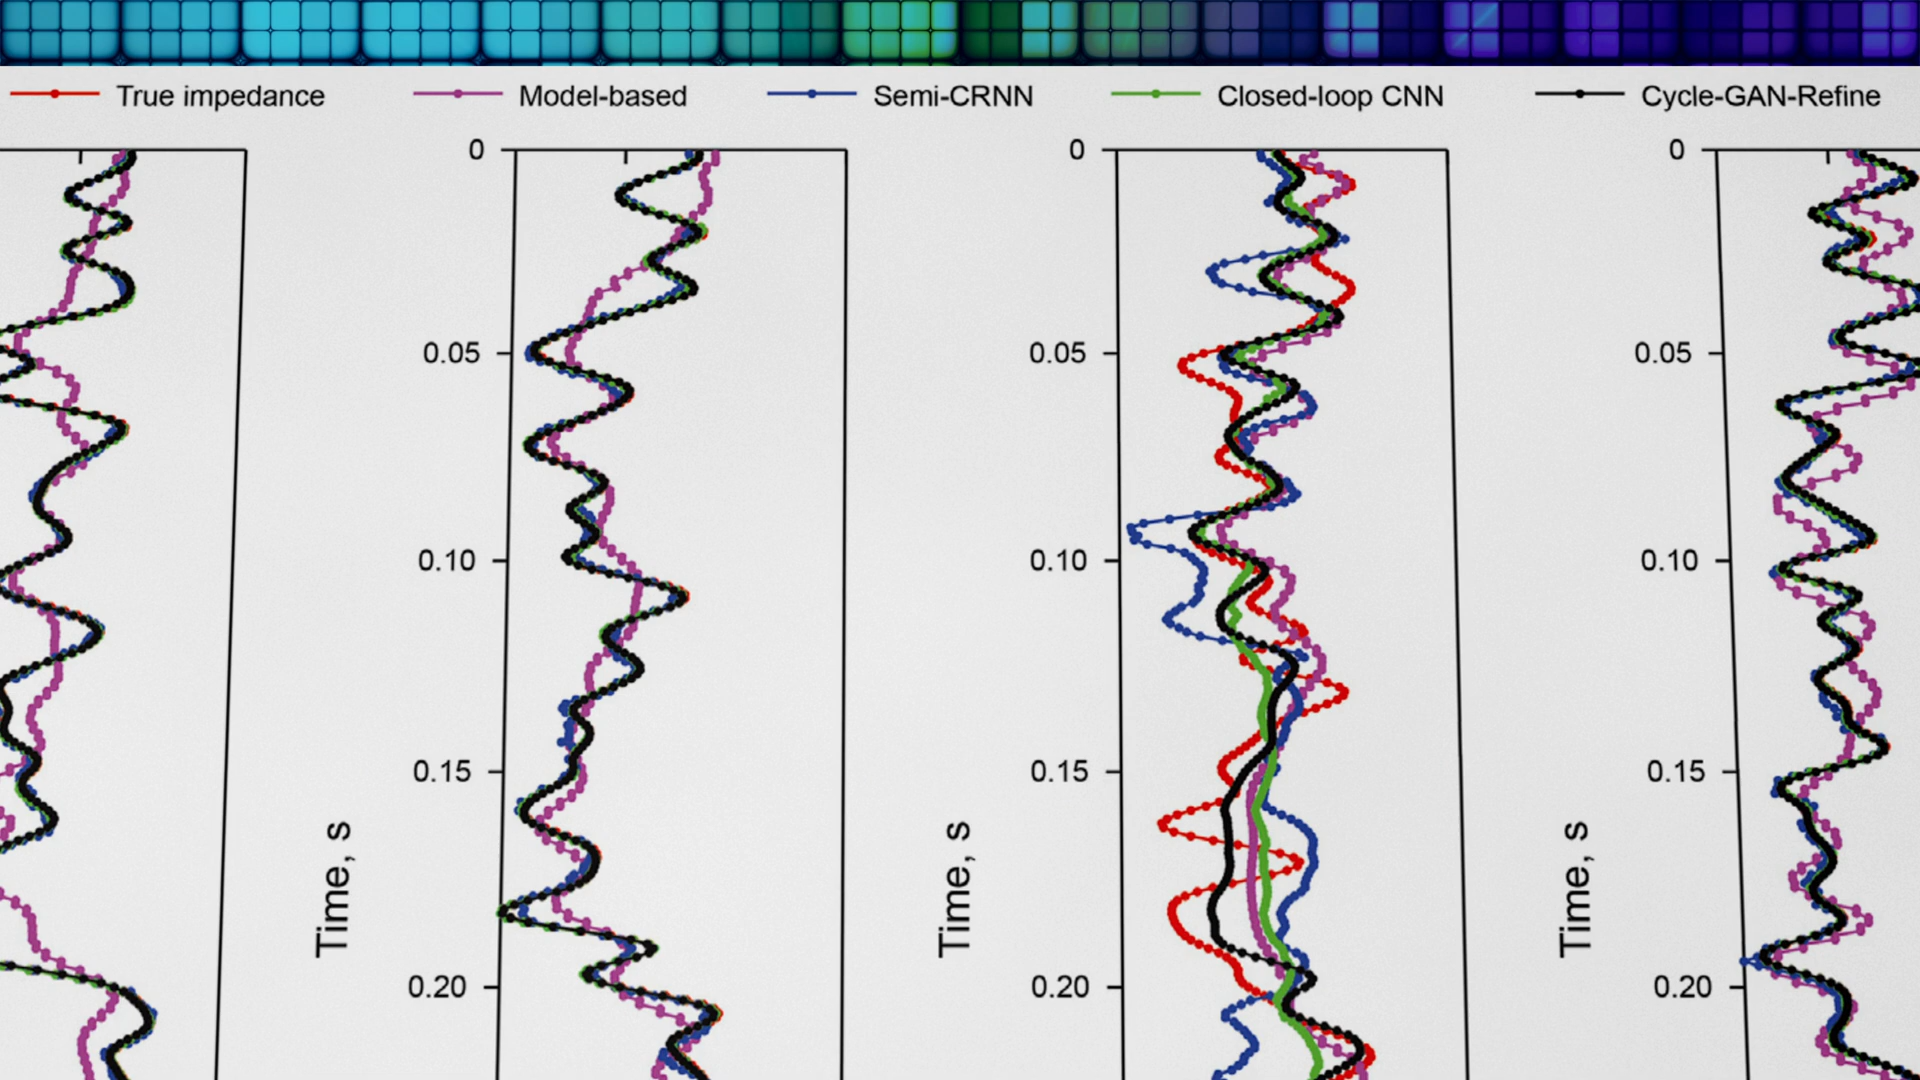 True impedance Model-based Semi-CRNN Closed-loop CNN Cycle-GAN-Refine
0 0 0
0.05 0.05 0.05
0.10 0.10 0.10
0.15 0.15 0.15
Time, s Time, s Time, s
0.20 0.20 0.20